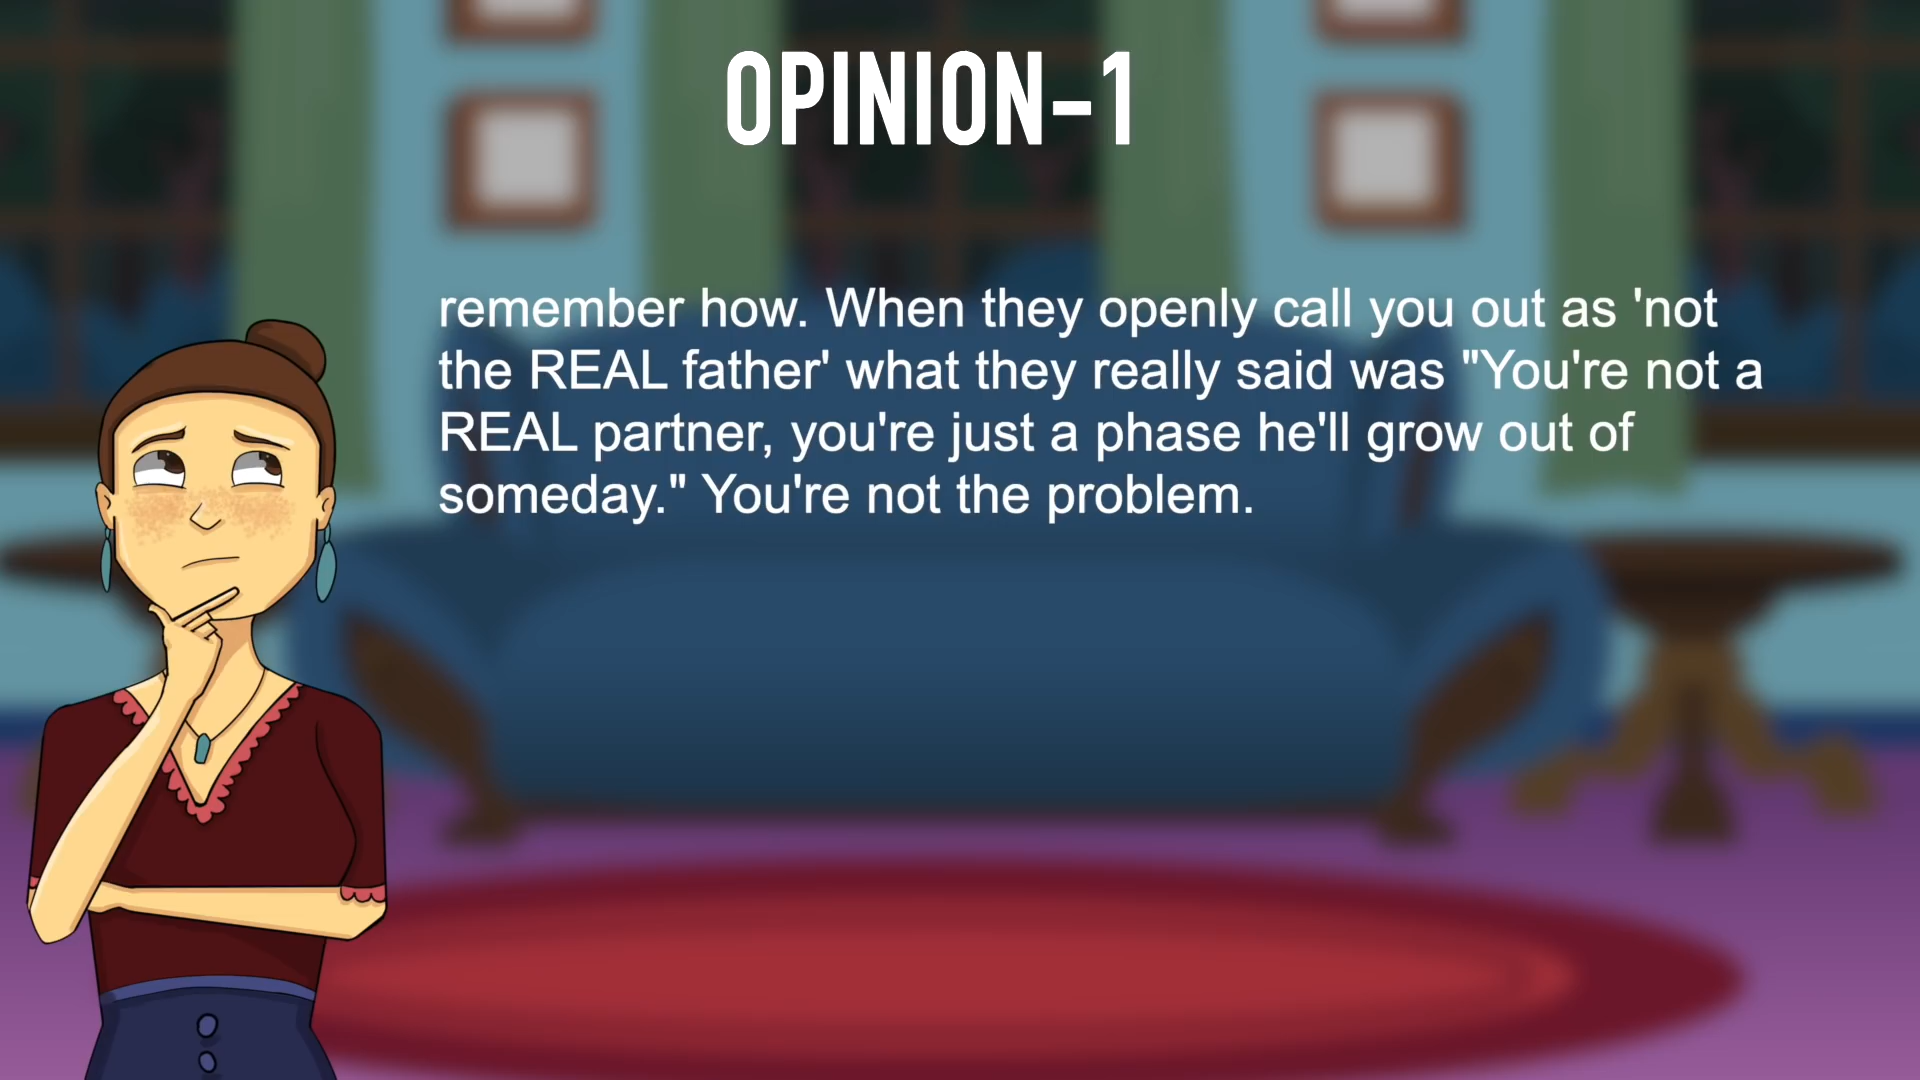 OPINION-1
remember how. When they openly call you out as 'not
the REAL father' what they really said was "You're not a
REAL partner, you're just a phase he'll grow out of
someday." You're not the problem.